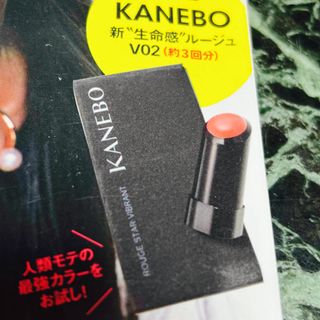 KANEBO
新“生命感”ルージュ
V02（約3回分）
KANEBO
ROUGE STAR VIBRANT
人類モテの
最強カラーを
お試し!